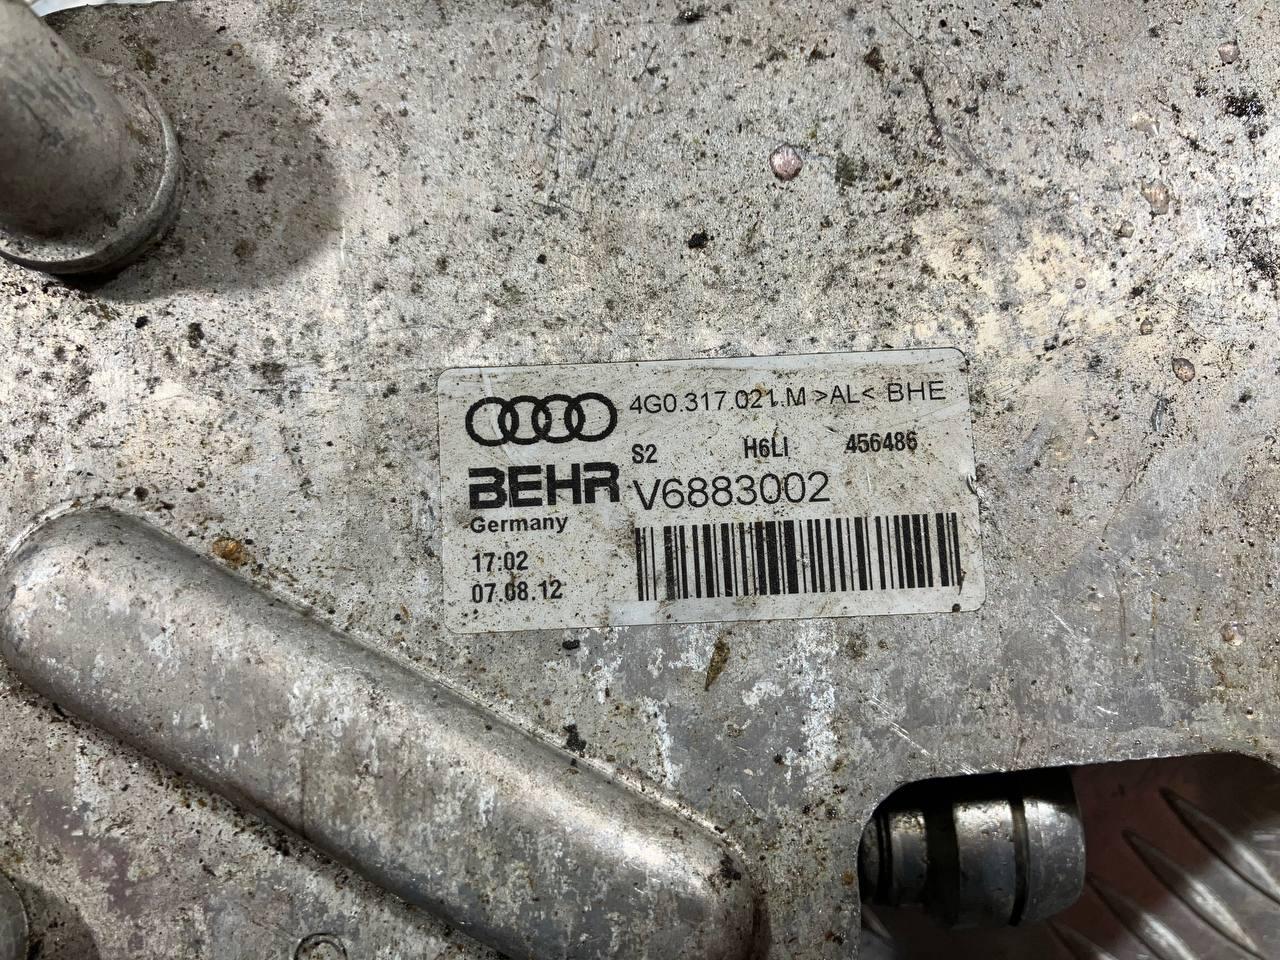 4G0.317.021.M >AL< BHE
S2 H6LI 456486
BEHR V6883002
Germany
17:02
07.08.12